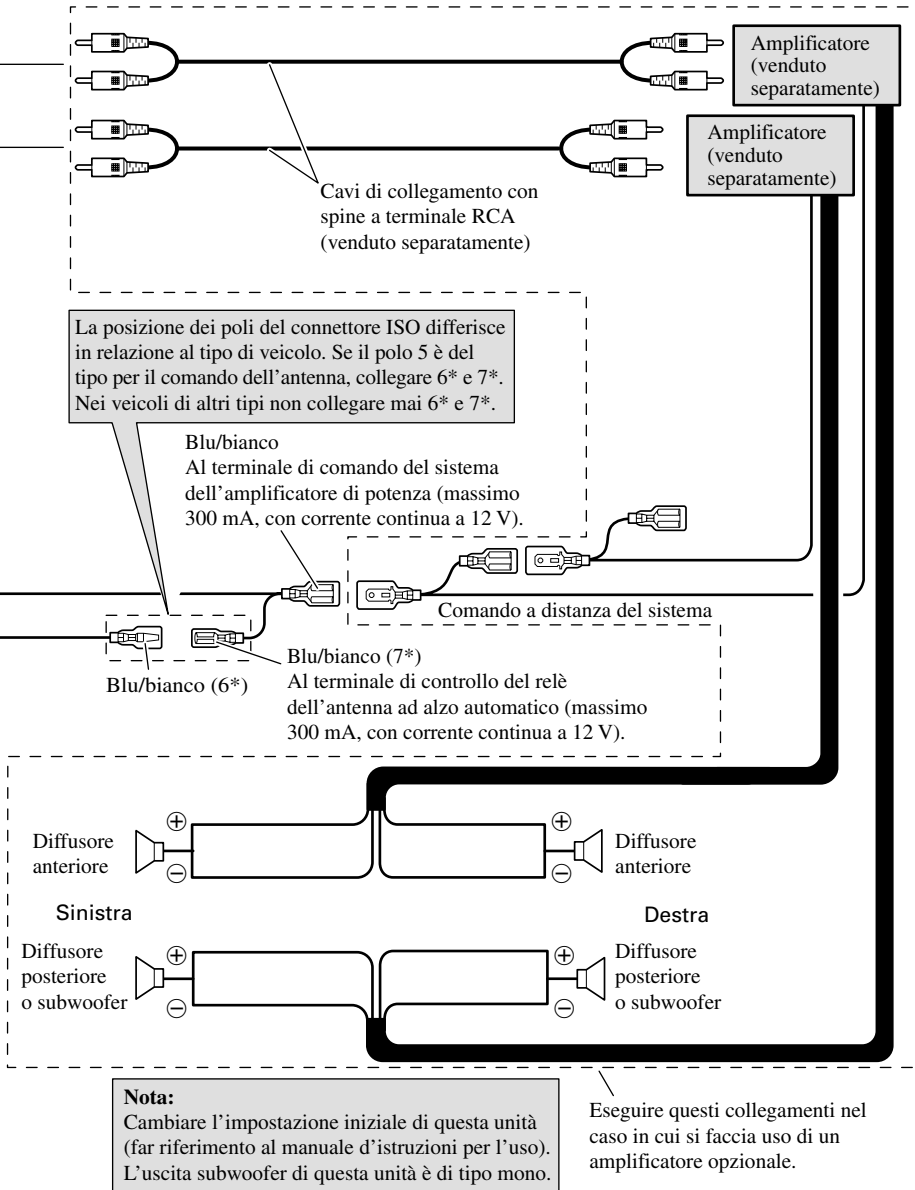 Amplificatore
(venduto
separatamente)
Amplificatore
(venduto
separatamente)
Cavi di collegamento con
spine a terminale RCA
(venduto separatamente)
La posizione dei poli del connettore ISO differisce
in relazione al tipo di veicolo. Se il polo 5 è del
tipo per il comando dell’antenna, collegare 6* e 7*.
Nei veicoli di altri tipi non collegare mai 6* e 7*.
Blu/bianco
Al terminale di comando del sistema
dell’amplificatore di potenza (massimo
300 mA, con corrente continua a 12 V).
Comando a distanza del sistema
Blu/bianco (6*)
Blu/bianco (7*)
Al terminale di controllo del relè
dell’antenna ad alzo automatico (massimo
300 mA, con corrente continua a 12 V).
Diffusore
anteriore
+
−
+
−
Diffusore
anteriore
Sinistra
Destra
Diffusore
posteriore
o subwoofer
+
−
+
−
Diffusore
posteriore
o subwoofer
Nota:
Cambiare l’impostazione iniziale di questa unità
(far riferimento al manuale d’istruzioni per l’uso).
L’uscita subwoofer di questa unità è di tipo mono.
Eseguire questi collegamenti nel
caso in cui si faccia uso di un
amplificatore opzionale.